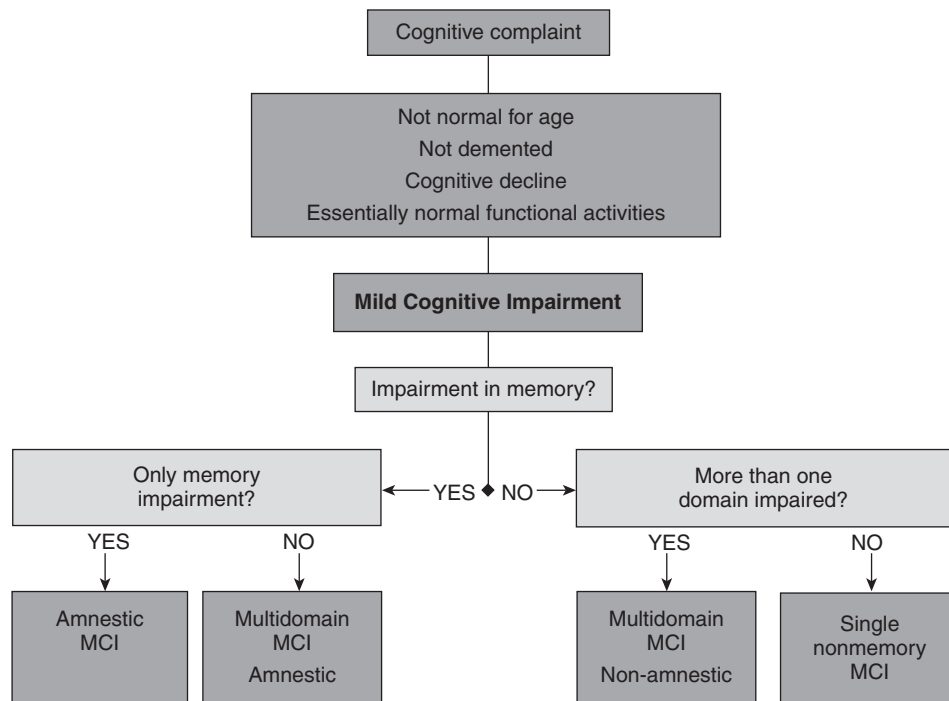 Cognitive complaint
Not normal for age
Not demented
Cognitive decline
Essentially normal functional activities
Mild Cognitive Impairment
Impairment in memory?
Only memory
impairment?
YES
NO
More than one
domain impaired?
YES
NO
YES
NO
Amnestic
MCI
Multidomain
MCI
Amnestic
Multidomain
MCI
Non-amnestic
Single
nonmemory
MCI